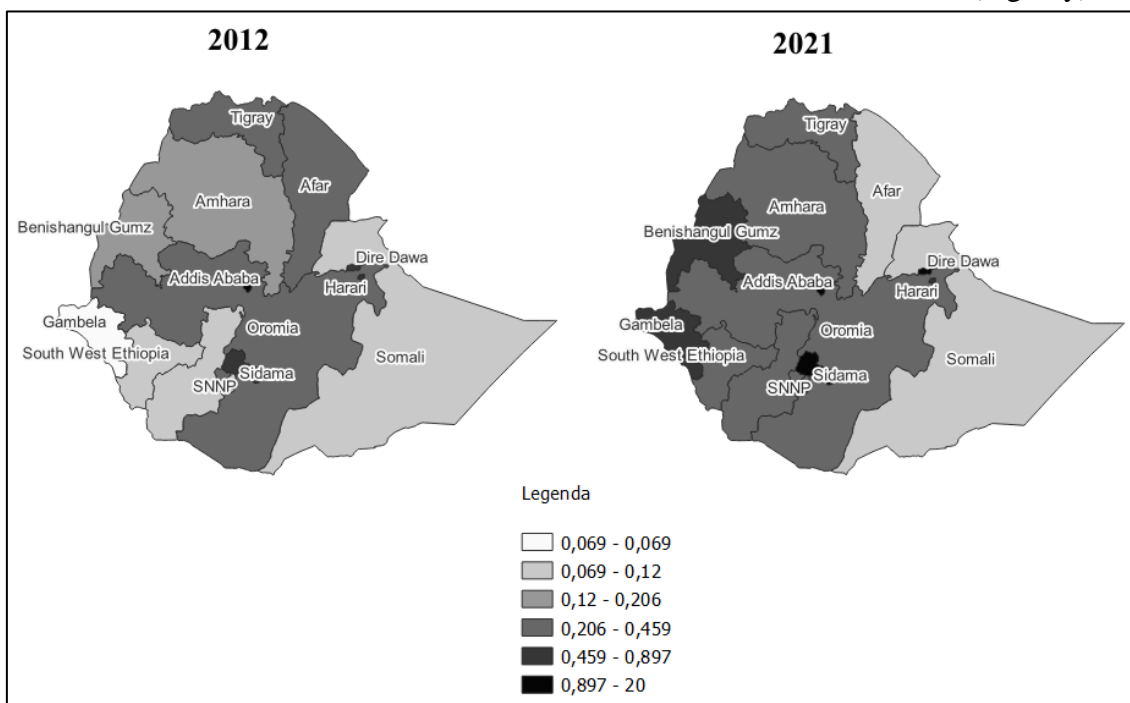 2012
Tigray
Afar
Amhara
Benishangul Gumz
Dire Dawa
Addis Ababa
Harari
Gambela
Oromia
South West Ethiopia
Somali
Sidama
SNNP
2021
Tigray
Afar
Amhara
Benishangul Gumz
Dire Dawa
Addis Ababa
Harari
Gambela
Oromia
South West Ethiopia
Somali
Sidama
SNNP
Legenda
0,069 - 0,069
0,069 - 0,12
0,12 - 0,206
0,206 - 0,459
0,459 - 0,897
0,897 - 20